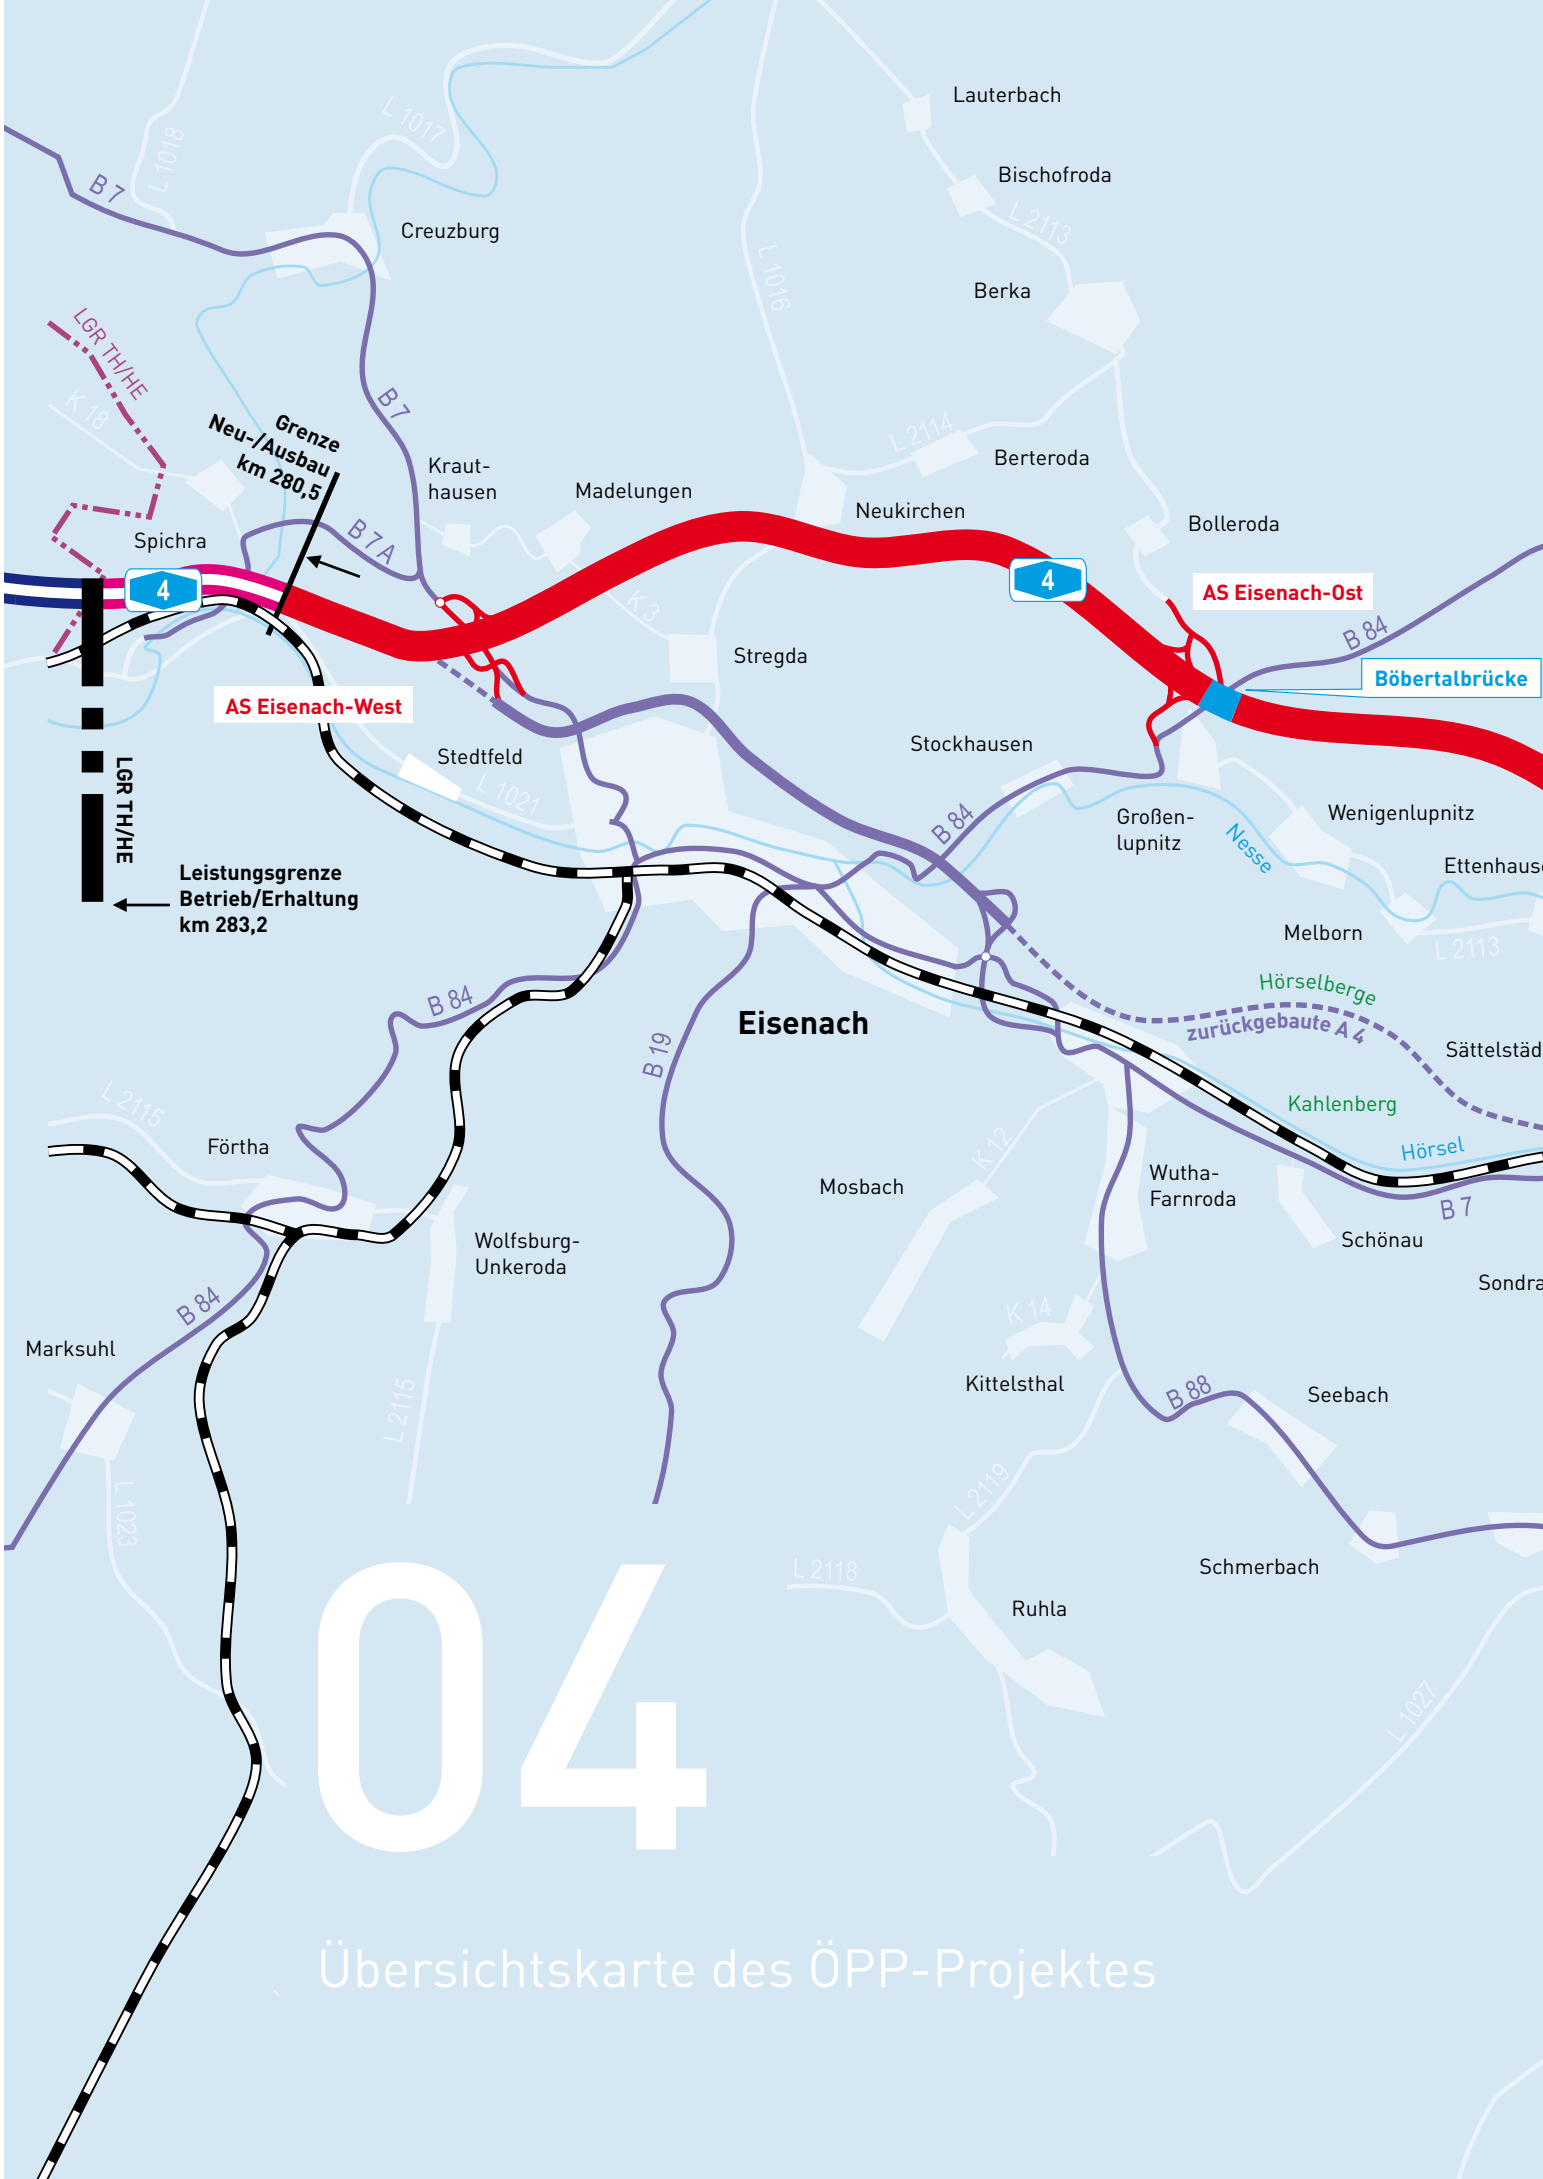 Lauterbach
L 1017
L 1018
Bischofroda
B 7
L 2113
Creuzburg
L 1016
Berka
LGR TH/HE
K 18
B 7
Grenze
Neu-/Ausbau
km 280,5
L 2114
Berteroda
Kraut-
hausen
Madelungen
Neukirchen
Bolleroda
Spichra
B 7A
4
4
AS Eisenach-Ost
K 3
B 84
Stregda
Böbertalbrücke
AS Eisenach-West
Stedtfeld
Stockhausen
L 1021
LGR TH/HE
B 84
Großen-
lupnitz
Nesse
Wenigenlupnitz
Ettenhause
Leistungsgrenze
Betrieb/Erhaltung
km 283,2
Melborn
L 2113
Hörselberge
B 84
Eisenach
zurückgebaute A 4
B 19
Sättelstäd
L 2115
Kahlenberg
Förtha
K 12
Hörsel
Mosbach
Wutha-
Farnroda
B 7
Wolfsburg-
Unkeroda
Schönau
Sondra
B 84
K 14
Marksuhl
Kittelsthal
L 2115
B 88
Seebach
L 1023
L 2119
L 2118
Schmerbach
Ruhla
L 1027
04
Übersichtskarte des ÖPP-Projektes